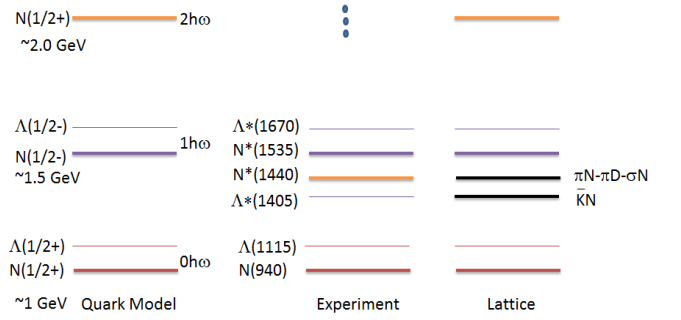 N(1/2+) 2hω
~2.0 GeV
Λ(1/2-) Λ*(1670)
1hω N*(1535)
N(1/2-)
~1.5 GeV N*(1440) πN-πD-σN
Λ*(1405) K̄N
Λ(1/2+) Λ(1115)
0hω
N(1/2+) N(940)
~1 GeV Quark Model Experiment Lattice